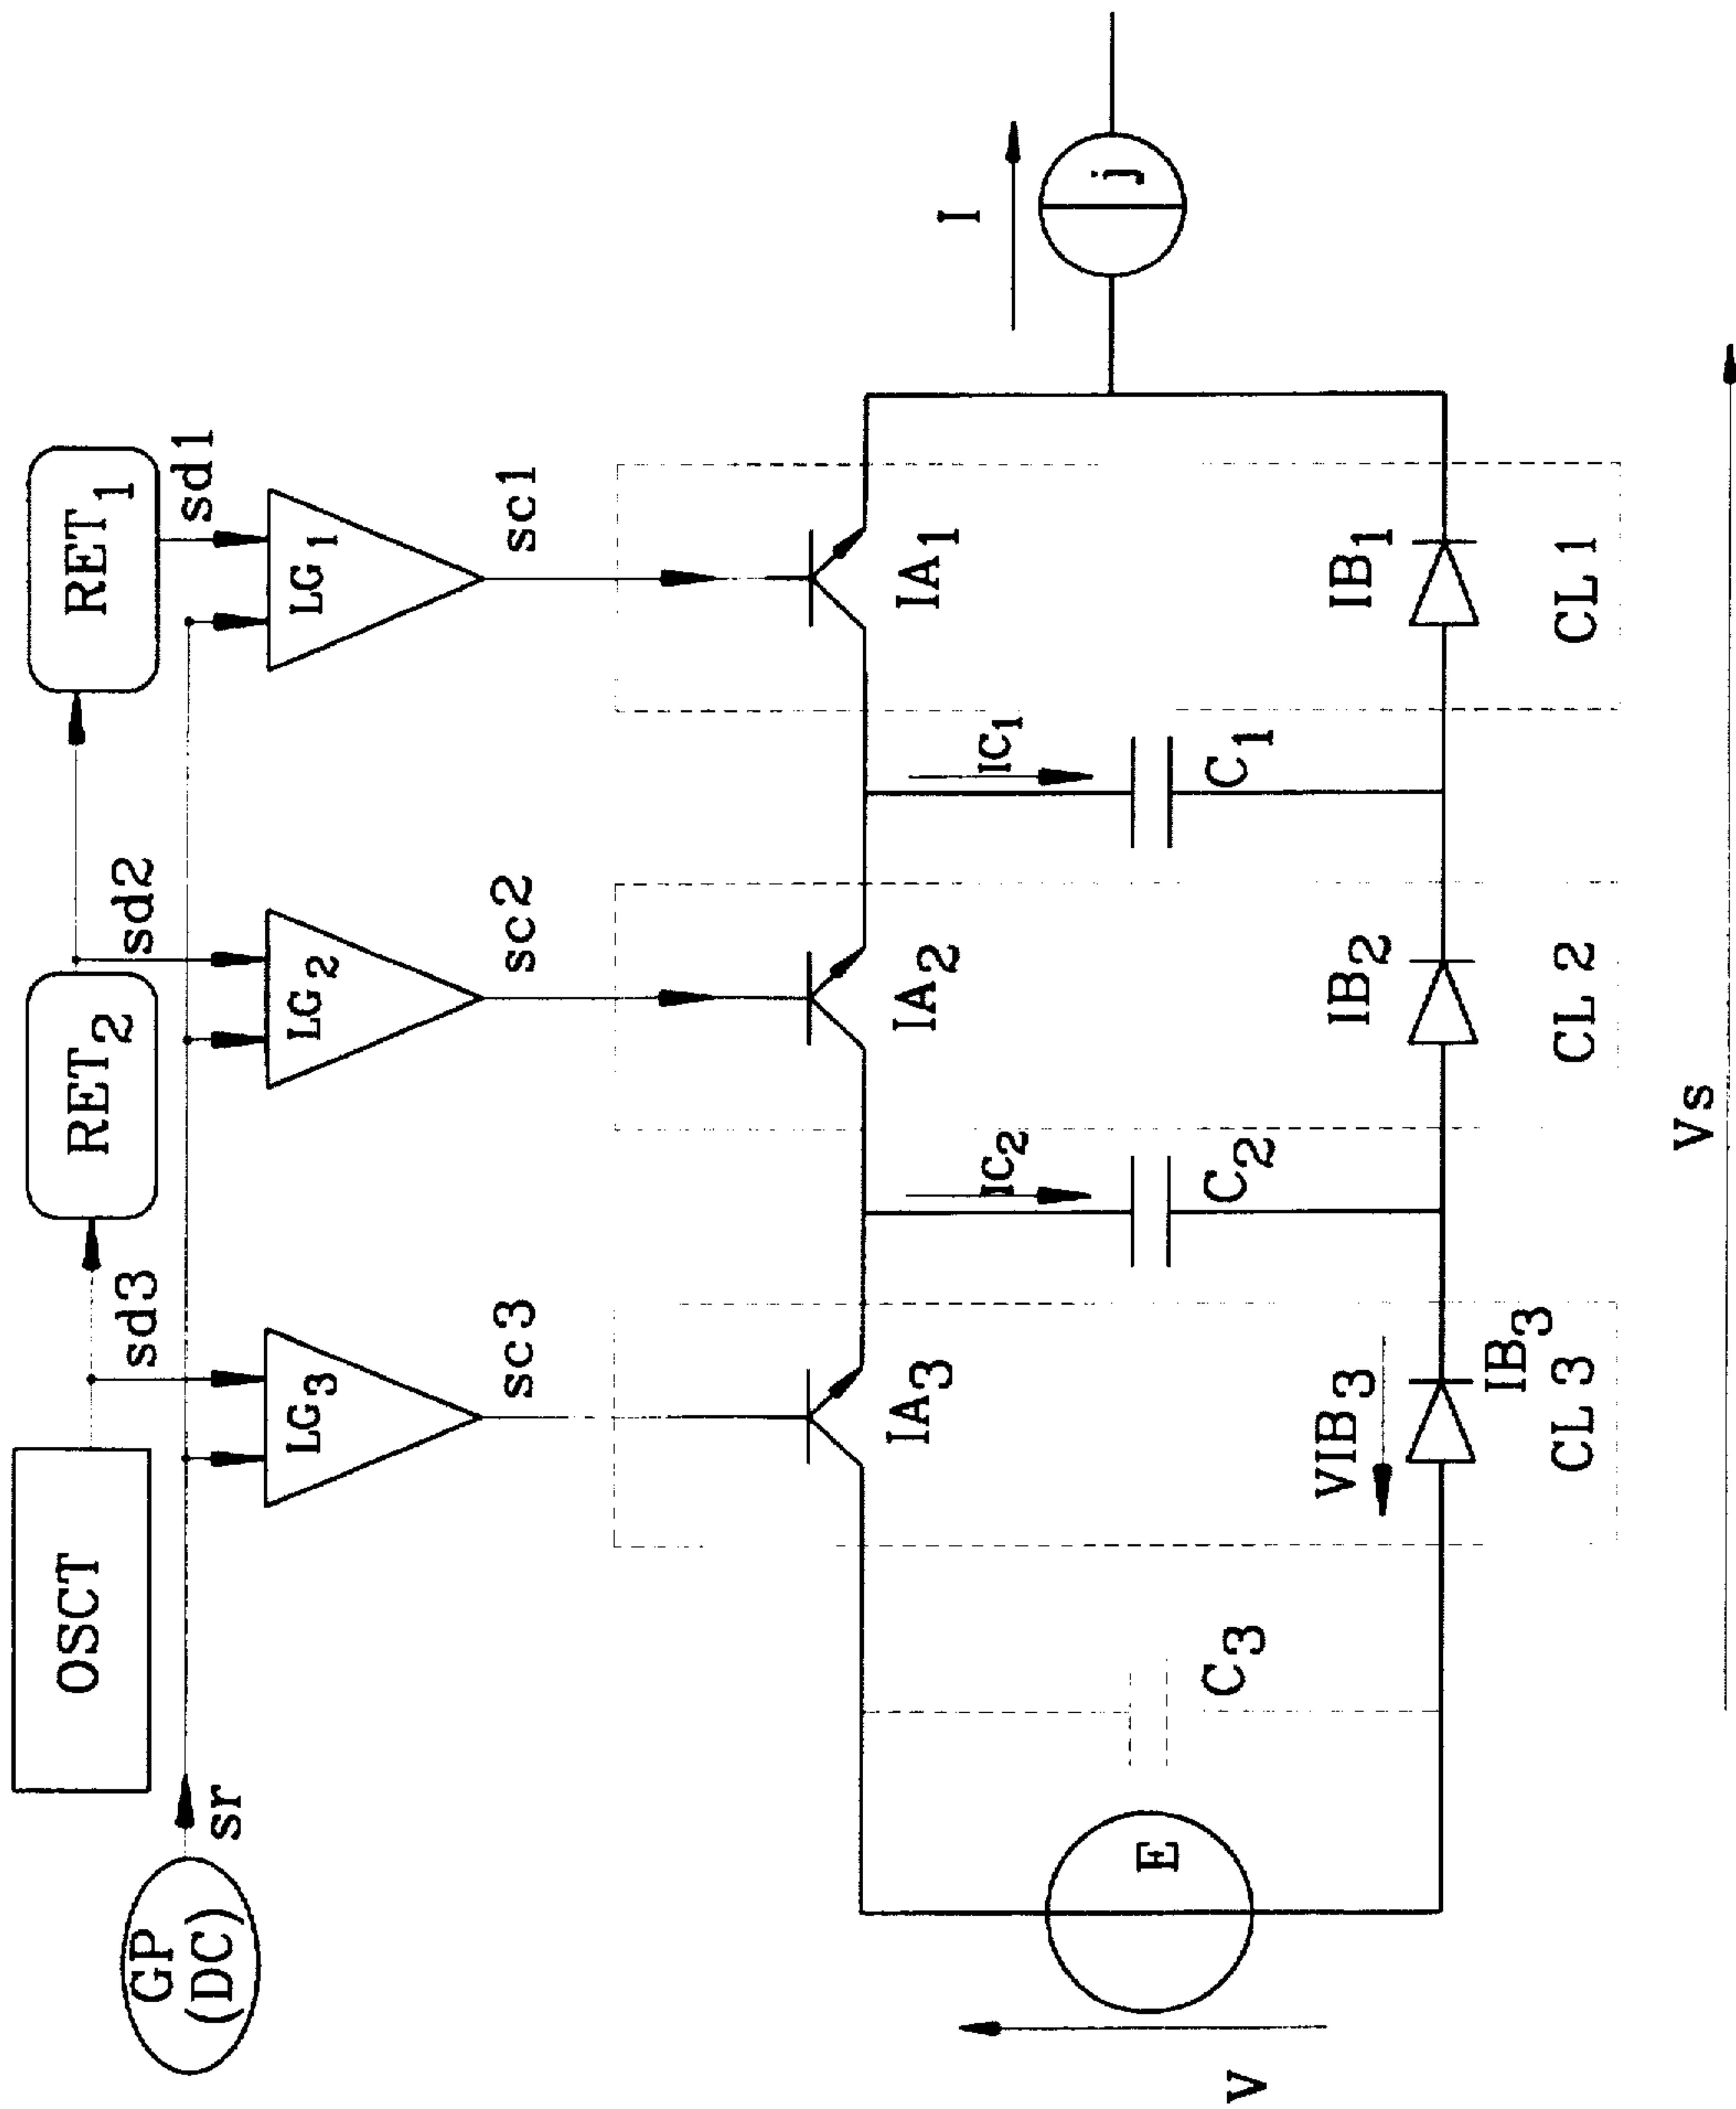 OSCT
RET2
RET1
sd3
sd2
sd1
GP
(DC)
sr
LG3
LG2
LG1
sc3
sc2
sc1
IA3
IA2
IA1
I
j
IC2
IC1
V
E
C3
C2
C1
VIB3
IB3
IB2
IB1
CL 3
CL 2
CL 1
Vs